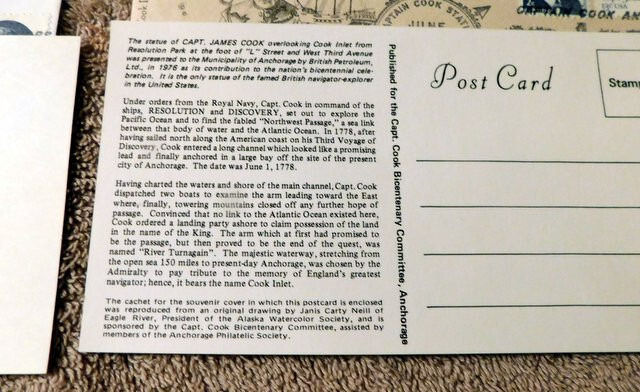 CAPTAIN COOK STATION
JUNE
CAPTAIN COOK
The statue of CAPT. JAMES COOK overlooking Cook Inlet from
Resolution Park at the foot of "L" Street and West Third Avenue
was presented to the Municipality of Anchorage by British Petroleum,
Ltd., in 1976 as its contribution to the nation's bicentennial cele-
bration. It is the only statue of the famed British navigator-explorer
in the United States.
Under orders from the Royal Navy, Capt. Cook in command of the
ships, RESOLUTION and DISCOVERY, set out to explore the
Pacific Ocean and to find the fabled "Northwest Passage," a sea link
between that body of water and the Atlantic Ocean. In 1778, after
having sailed north along the American coast on his Third Voyage of
Discovery, Cook entered a long channel which looked like a promising
lead and finally anchored in a large bay off the site of the present
city of Anchorage. The date was June 1, 1778.
Having charted the waters and shore of the main channel, Capt. Cook
dispatched two boats to examine the arm leading toward the East
where, finally, towering mountains closed off any further hope of
passage. Convinced that no link to the Atlantic Ocean existed here,
Cook ordered a landing party ashore to claim possession of the land
in the name of the King. The arm which at first had promised to
be the passage, but then proved to be the end of the quest, was
named "River Turnagain". The majestic waterway, stretching from
the open sea 150 miles to present-day Anchorage, was chosen by the
Admiralty to pay tribute to the memory of England's greatest
navigator; hence, it bears the name Cook Inlet.
The cachet for the souvenir cover in which this postcard is enclosed
was reproduced from an original drawing by Janis Carty Neill of
Eagle River, President of the Alaska Watercolor Society, and is
sponsored by the Capt. Cook Bicentenary Committee, assisted by
members of the Anchorage Philatelic Society.
Published for the Capt. Cook Bicentenary Committee, Anchorage
Post Card
Stamp